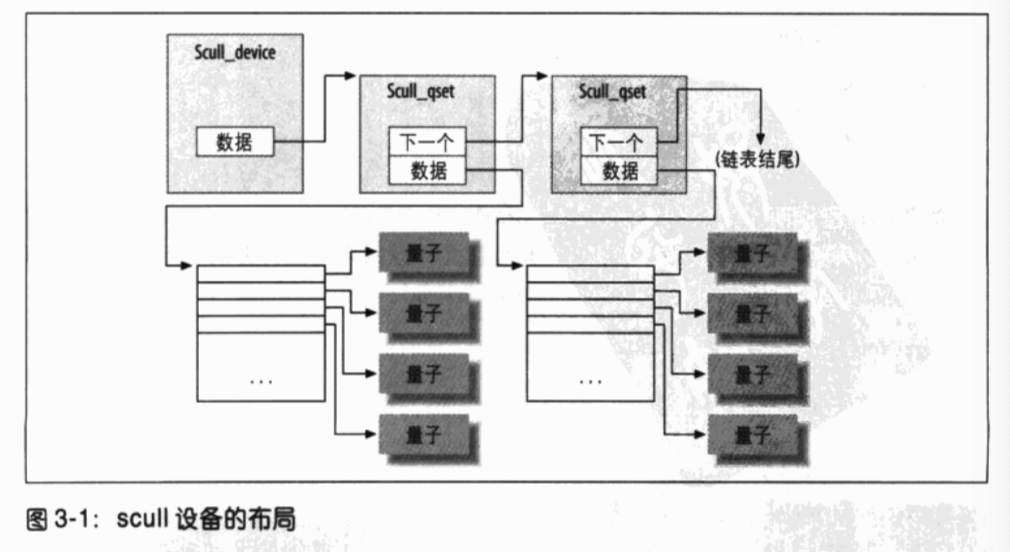 Scull_device
数据
Scull_qset
下一个
数据
Scull_qset
下一个
数据
(链表结尾)
量子
量子
量子
量子
...
量子
量子
量子
量子
...
图 3-1：scull 设备的布局